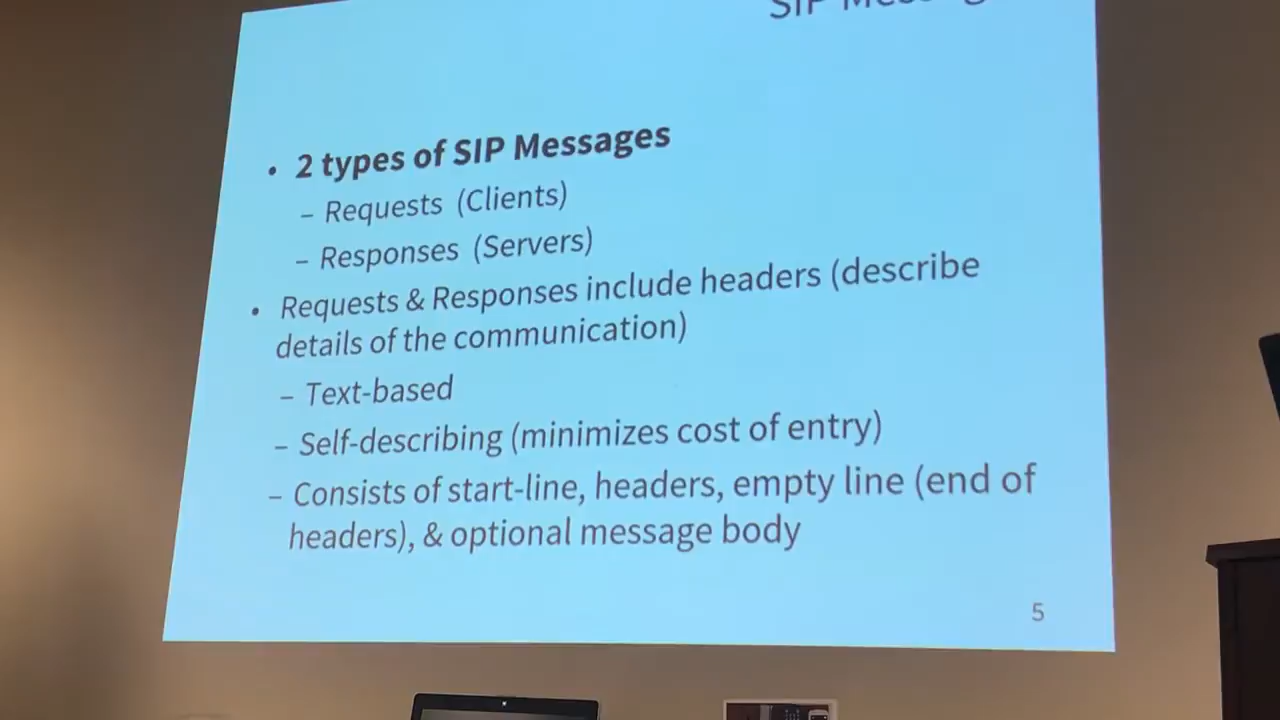 SIP Messag
• 2 types of SIP Messages
– Requests (Clients)
– Responses (Servers)
• Requests & Responses include headers (describe
details of the communication)
– Text-based
– Self-describing (minimizes cost of entry)
– Consists of start-line, headers, empty line (end of
headers), & optional message body
5